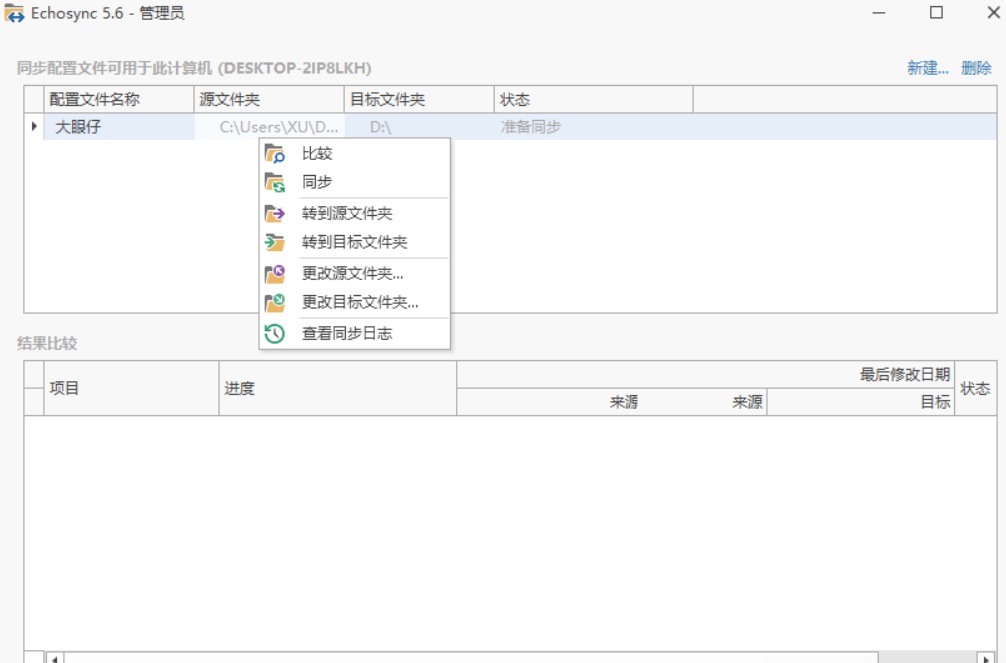 Echosync 5.6 - 管理员
同步配置文件可用于此计算机 (DESKTOP-2IP8LKH)
新建... 删除
配置文件名称 源文件夹 目标文件夹 状态
大眼仔 C:\Users\XU\D... D:\ 准备同步
比较
同步
转到源文件夹
转到目标文件夹
更改源文件夹...
更改目标文件夹...
查看同步日志
结果比较
项目 进度 最后修改日期 状态
来源 来源 目标